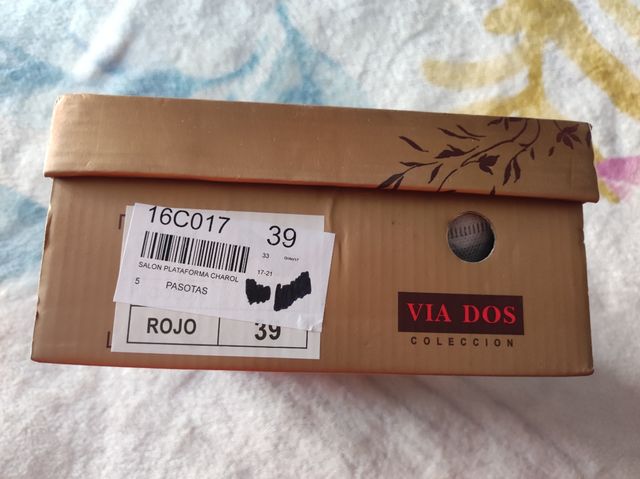 16C017 39
33
SALON PLATAFORMA CHAROL 17-21
5 PASOTAS
ROJO 39
VIA DOS
COLECCION